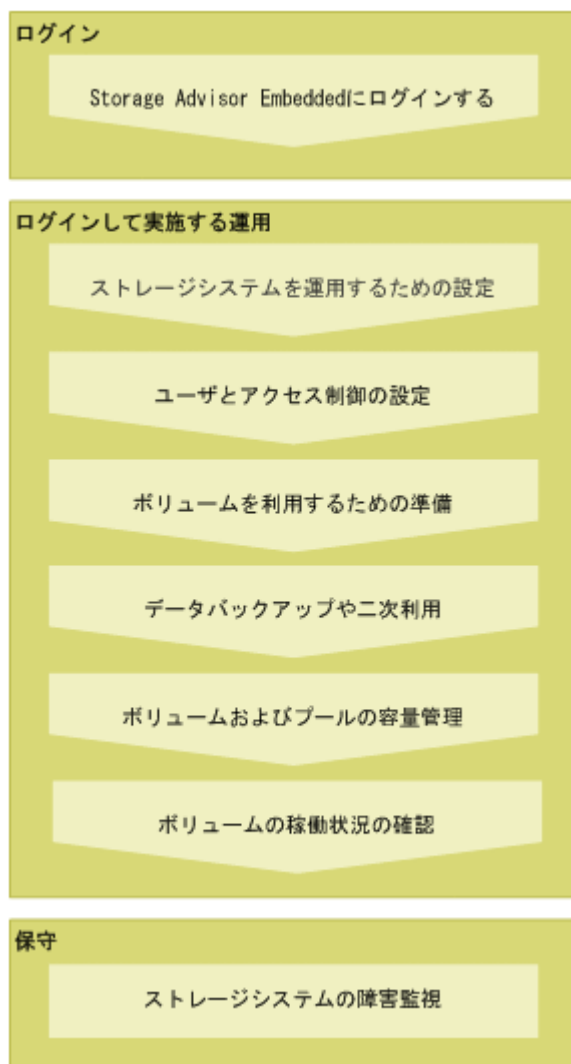 ログイン
Storage Advisor Embeddedにログインする
ログインして実施する運用
ストレージシステムを運用するための設定
ユーザとアクセス制御の設定
ボリュームを利用するための準備
データバックアップや二次利用
ボリュームおよびプールの容量管理
ボリュームの稼働状況の確認
保守
ストレージシステムの障害監視